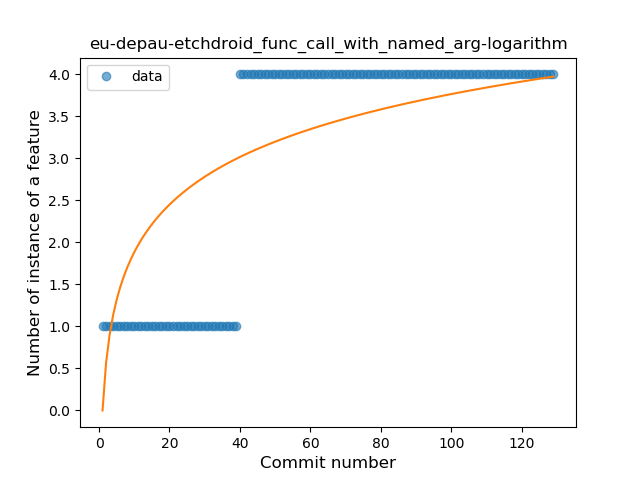 eu-depau-etchdroid_func_call_with_named_arg-logarithm
data
Number of instance of a feature
4.0
3.5
3.0
2.5
2.0
1.5
1.0
0.5
0.0
0 20 40 60 80 100 120
Commit number